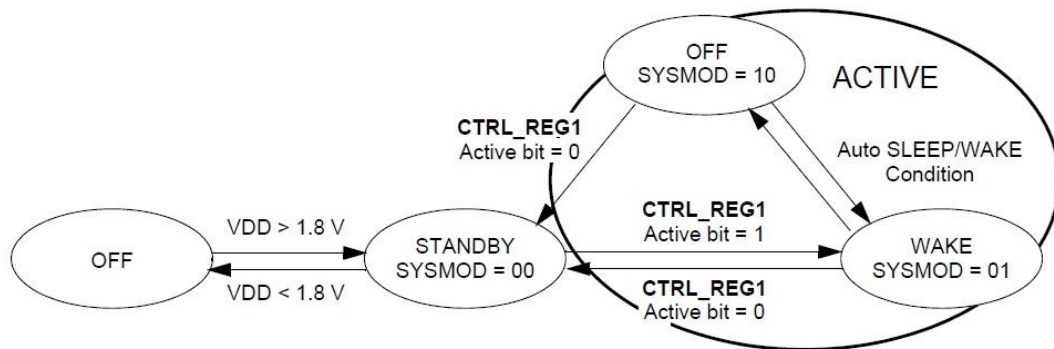 OFF
SYSMOD = 10
ACTIVE
CTRL_REG1
Active bit = 0
Auto SLEEP/WAKE
Condition
CTRL_REG1
Active bit = 1
VDD > 1.8 V
OFF
STANDBY
SYSMOD = 00
WAKE
SYSMOD = 01
VDD < 1.8 V
CTRL_REG1
Active bit = 0